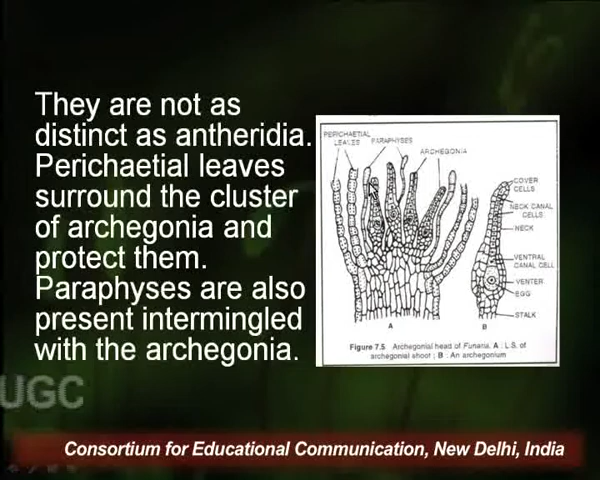 They are not as
distinct as antheridia.
Perichaetial leaves
surround the cluster
of archegonia and
protect them.
Paraphyses are also
present intermingled
with the archegonia.
PERICHAETIAL
LEAVES
PARAPHYSES
ARCHEGONIA
COVER
CELLS
NECK CANAL
CELLS
NECK
VENTRAL
CANAL CELL
VENTER
EGG
STALK
A
B
Figure 7.5 Archegonial head of Funaria. A : L.S. of
archegonial shoot ; B : An archegonium
UGC
Consortium for Educational Communication, New Delhi, India